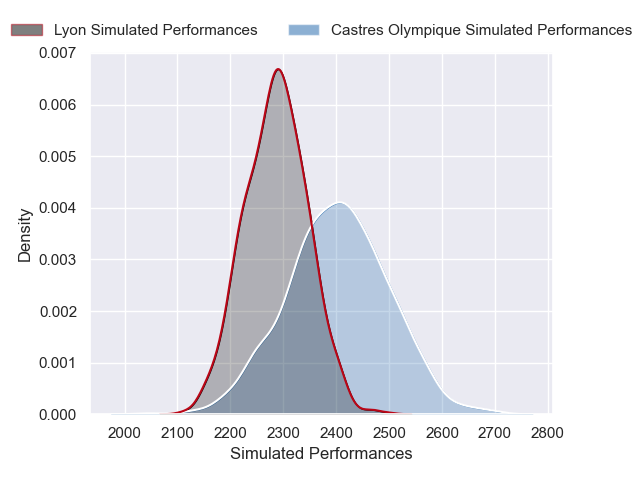 Lyon Simulated Performances
Castres Olympique Simulated Performances
0.007
0.006
0.005
0.004
0.003
0.002
0.001
0.000
Density
2000 2100 2200 2300 2400 2500 2600 2700 2800
Simulated Performances